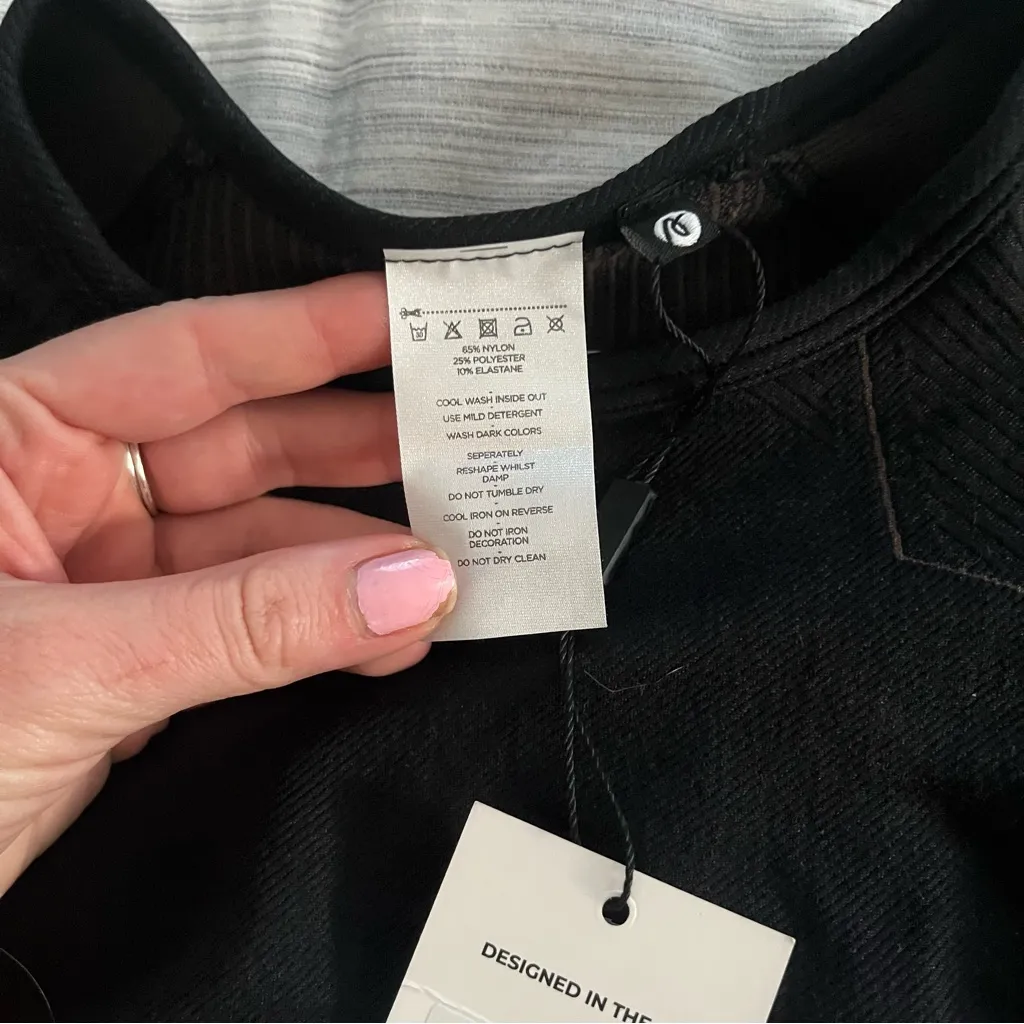 30
65% NYLON
25% POLYESTER
10% ELASTANE
-
COOL WASH INSIDE OUT
-
USE MILD DETERGENT
-
WASH DARK COLORS
SEPERATELY
-
RESHAPE WHILST
DAMP
-
DO NOT TUMBLE DRY
-
COOL IRON ON REVERSE
-
DO NOT IRON
DECORATION
-
DO NOT DRY CLEAN
DESIGNED IN THE